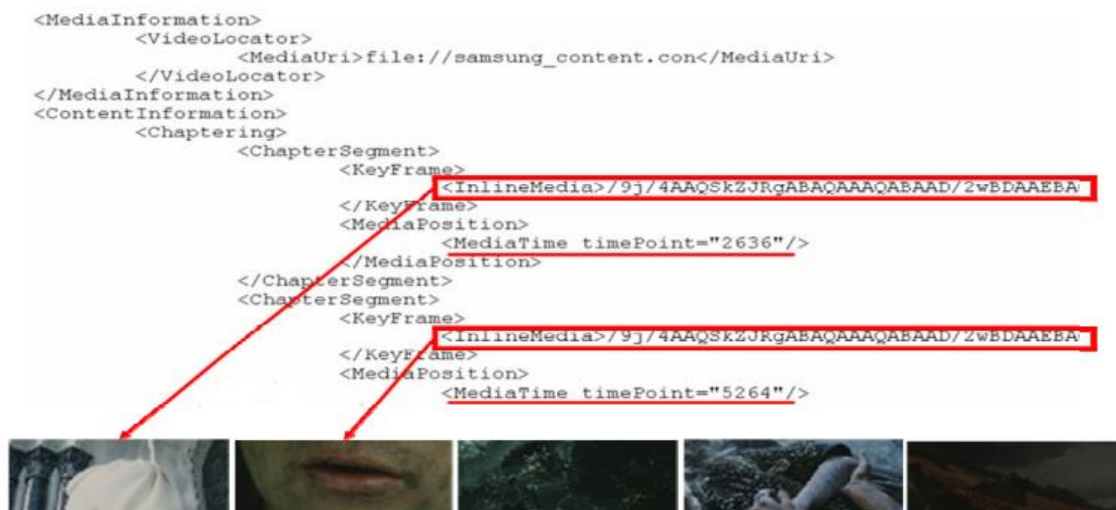 <MediaInformation>
<VideoLocator>
<MediaUri>file://samsung_content.con</MediaUri>
</VideoLocator>
</MediaInformation>
<ContentInformation>
<Chaptering>
<ChapterSegment>
<KeyFrame>
<InlineMedia>/9j/4AAQSkZJRgABAQAAAQABAAD/2wBDAAEBA
</KeyFrame>
<MediaPosition>
<MediaTime timePoint="2636"/>
</MediaPosition>
</ChapterSegment>
<ChapterSegment>
<KeyFrame>
<InlineMedia>/9j/4AAQSkZJRgABAQAAAQABAAD/2wBDAAEBA
</KeyFrame>
<MediaPosition>
<MediaTime timePoint="5264"/>